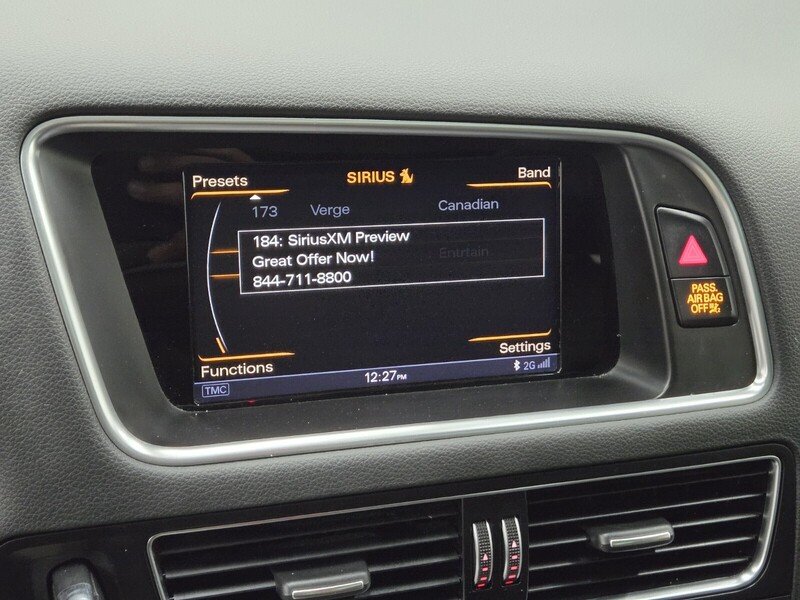 Presets SIRIUS Band
173 Verge Canadian
184: SiriusXM Preview
Great Offer Now!
Entrtain
844-711-8800
Functions Settings
TMC 12:27PM 2G
PASS.
AIR BAG
OFF